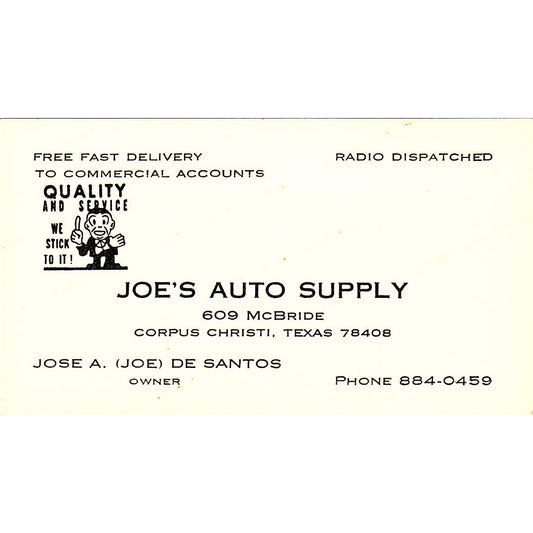 FREE FAST DELIVERY
TO COMMERCIAL ACCOUNTS
RADIO DISPATCHED
QUALITY
AND SERVICE
WE
STICK
TO IT!
JOE'S AUTO SUPPLY
609 McBRIDE
CORPUS CHRISTI, TEXAS 78408
JOSE A. (JOE) DE SANTOS
OWNER
PHONE 884-0459